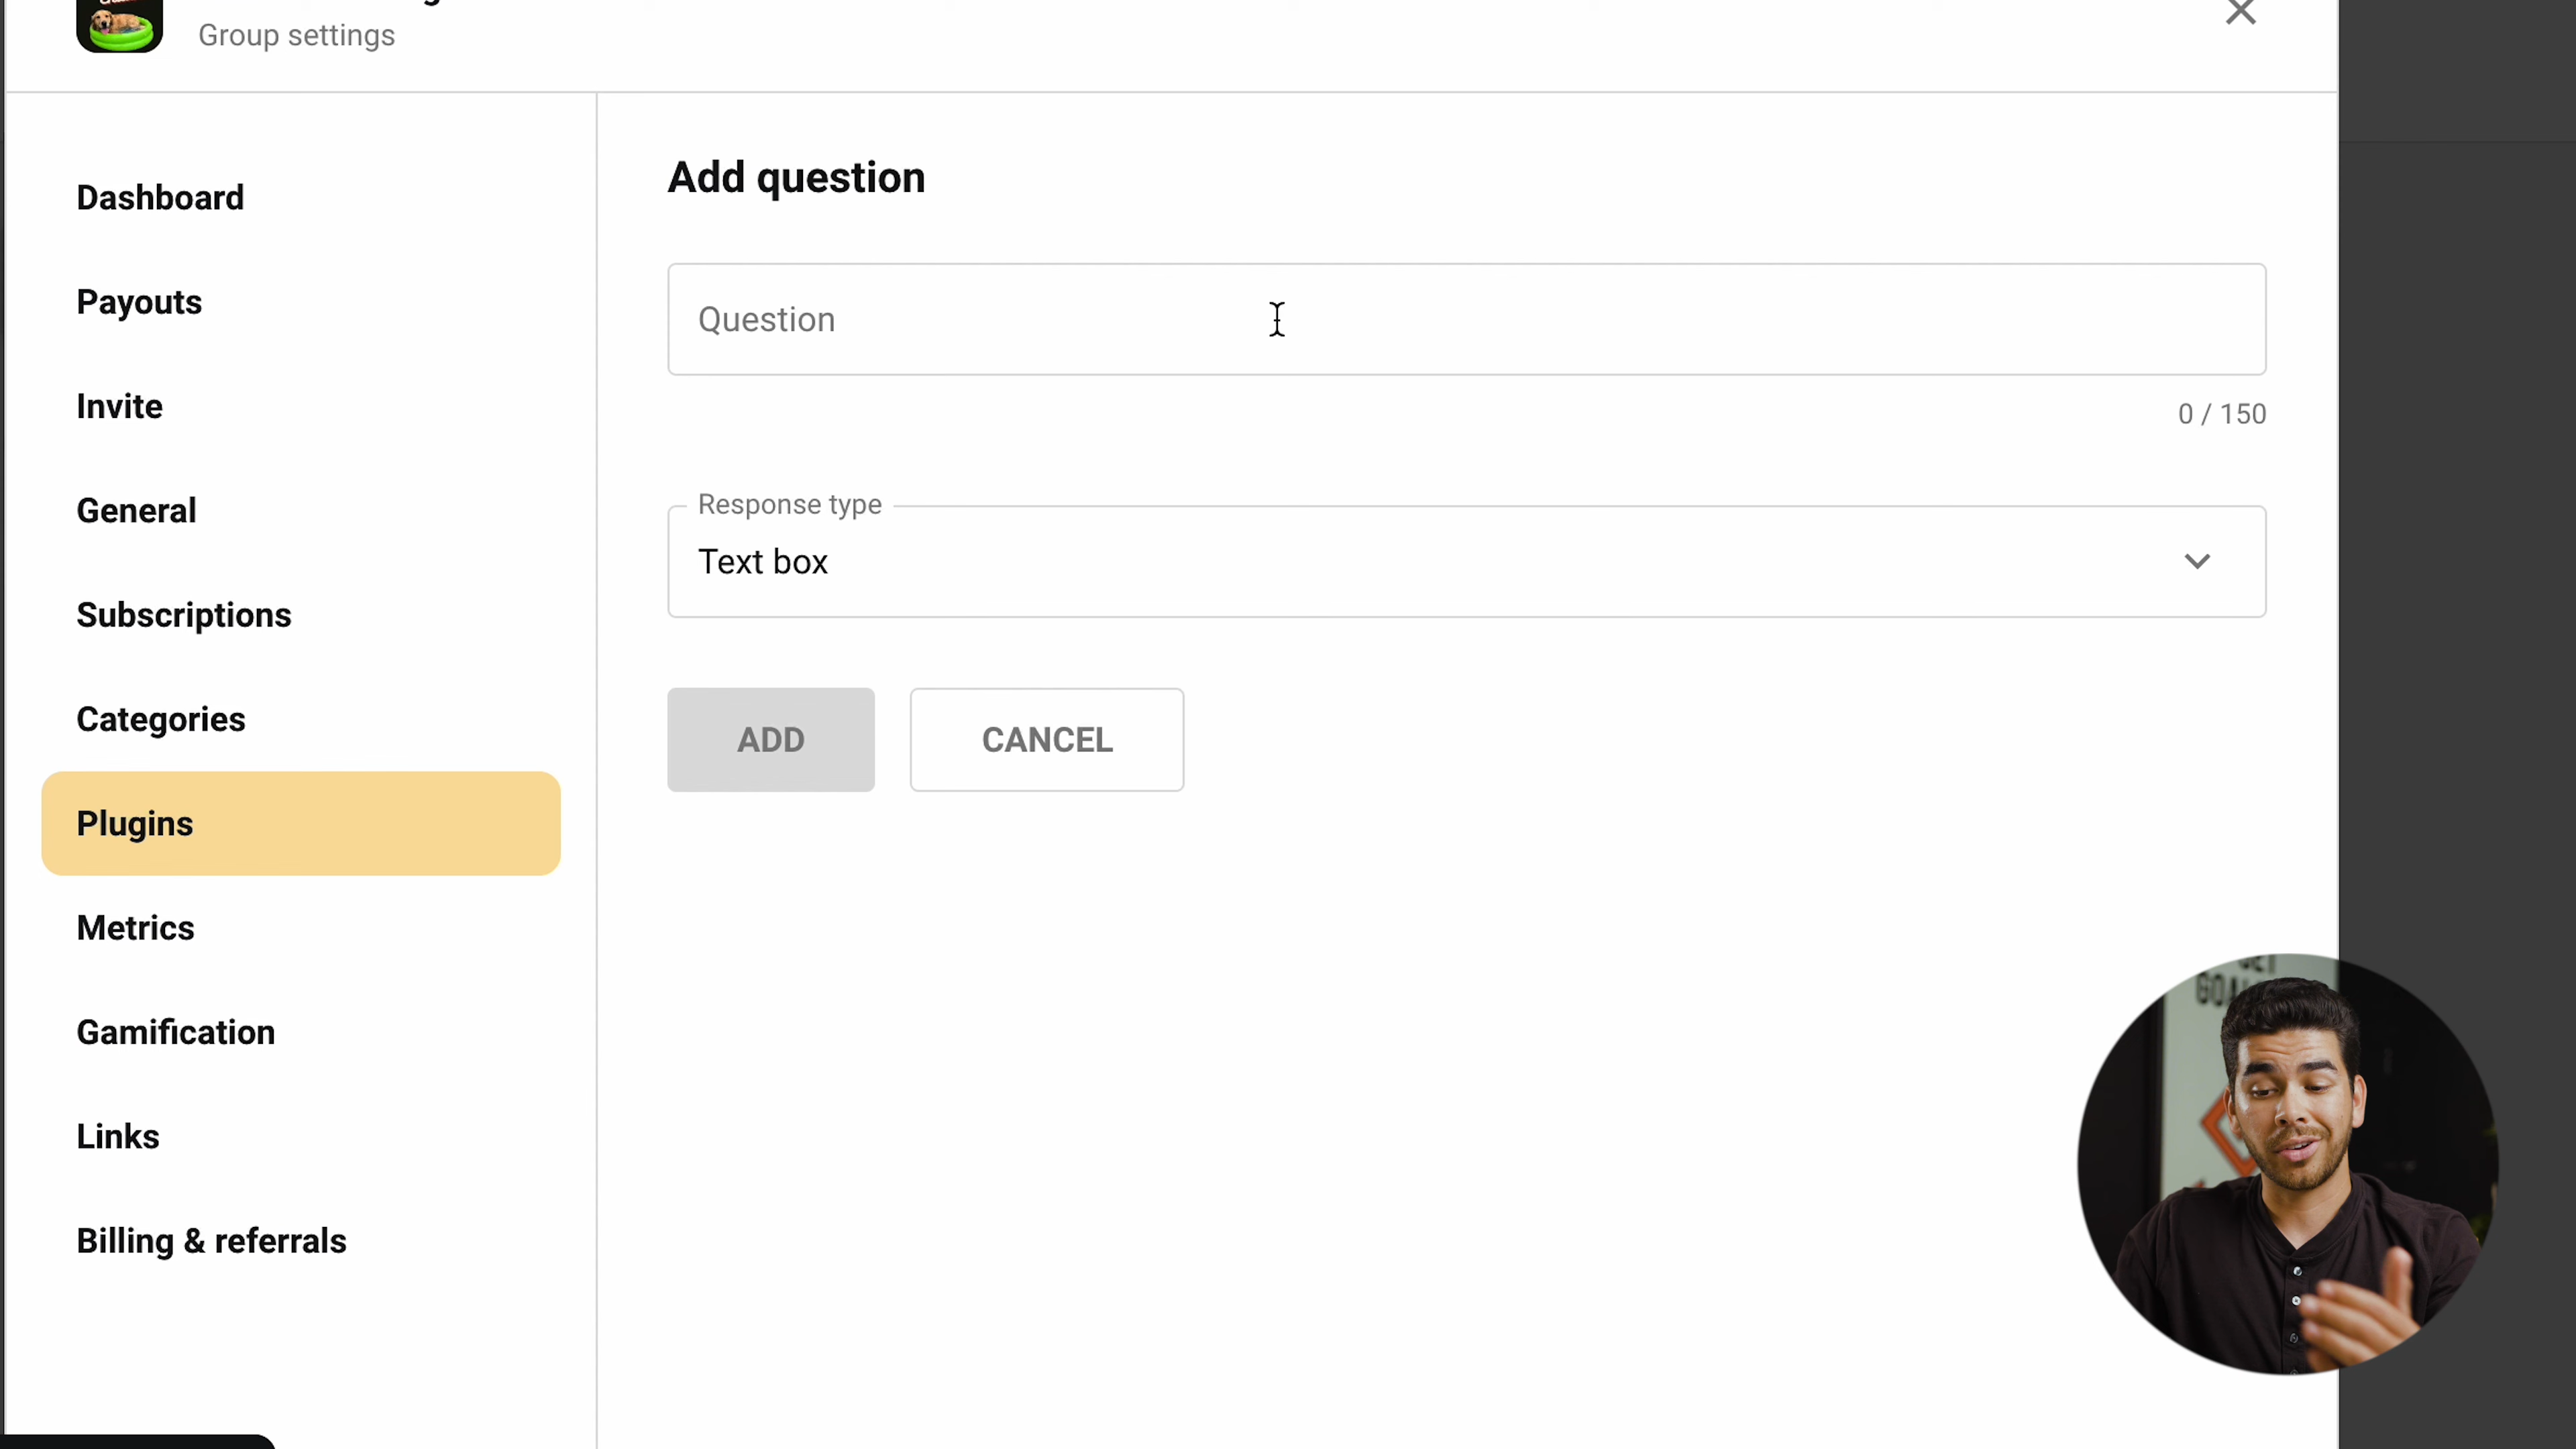 Group settings
Dashboard
Payouts
Invite
General
Subscriptions
Categories
Plugins
Metrics
Gamification
Links
Billing & referrals
Add question
Question
0 / 150
Response type
Text box
ADD
CANCEL